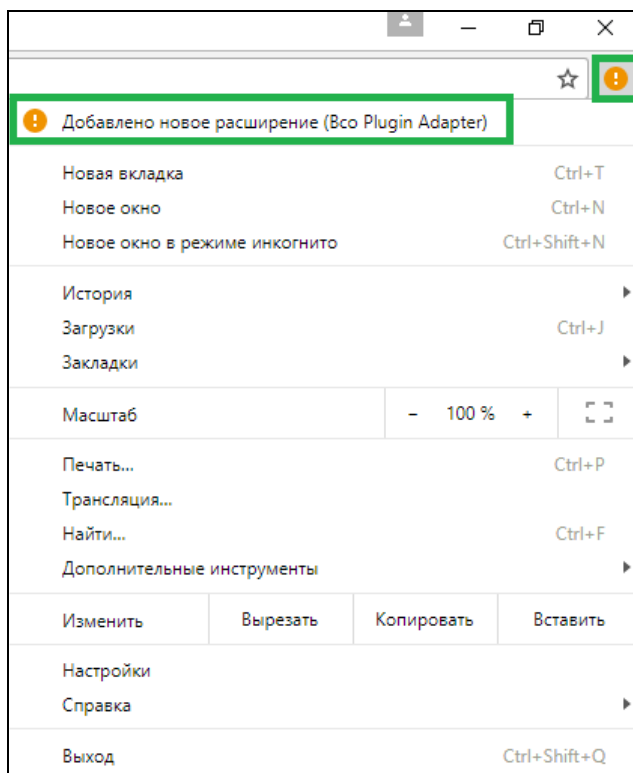 Добавлено новое расширение (Bco Plugin Adapter)
Новая вкладка Ctrl+T
Новое окно Ctrl+N
Новое окно в режиме инкогнито Ctrl+Shift+N
История
Загрузки Ctrl+J
Закладки
Масштаб - 100 % +
Печать... Ctrl+P
Трансляция...
Найти... Ctrl+F
Дополнительные инструменты
Изменить Вырезать Копировать Вставить
Настройки
Справка
Выход Ctrl+Shift+Q